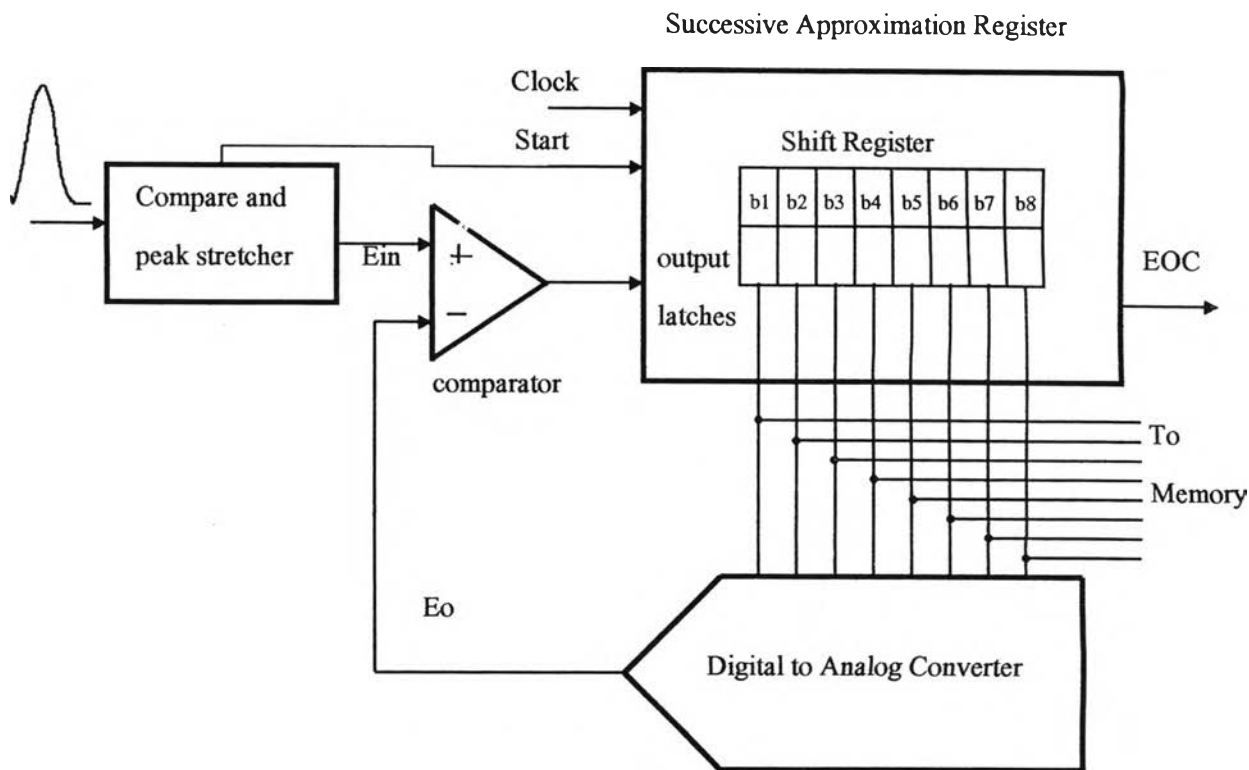 Successive Approximation Register
Clock
Start
Shift Register
b1 b2 b3 b4 b5 b6 b7 b8
Compare and
peak stretcher
Ein
+
−
output
latches
EOC
comparator
To
Memory
Eo
Digital to Analog Converter